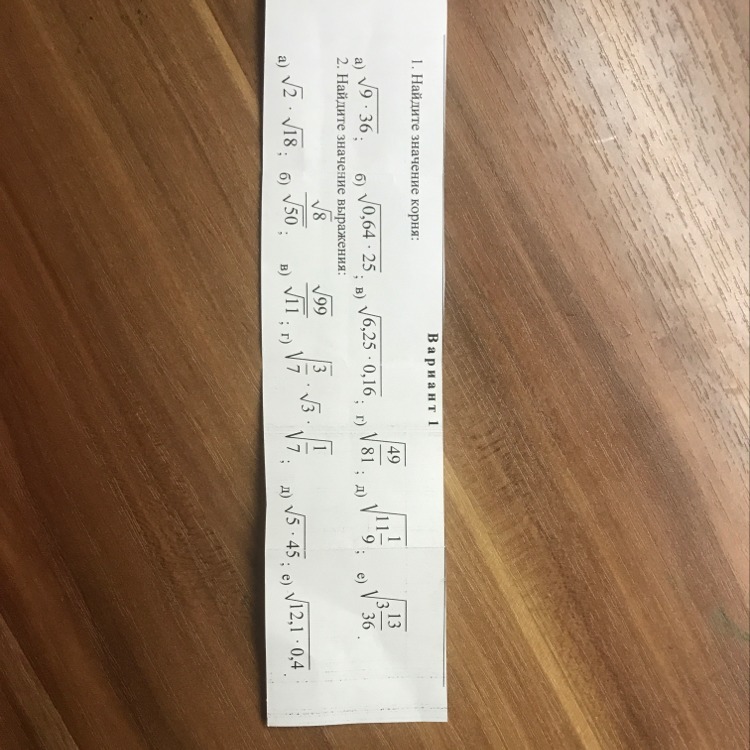 Вариант 1
1. Найдите значение корня:
а) √(9 · 36); б) √(0,64 · 25); в) √(6,25 · 0,16); г) √(49/81); д) √(11 1/9); е) √(3 13/36).
2. Найдите значение выражения:
а) √2 · √18; б) √8/√50; в) √99/√11; г) √(3/7) · √3 · √(1/7); д) √(5 · 45); е) √(12,1 · 0,4).